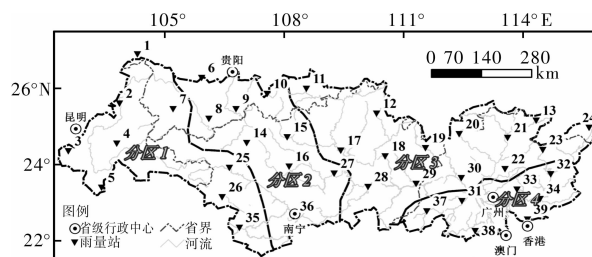 105° 108° 111.6° 114°E
1 贵阳
6
0 70 140 280
km
26°N 2 7 8 9 10 11 12 13
昆明 3 4 14 15 17 18 19 20 21 23 24
24° 分区1 16 分区3 22 32
5 25 分区2 27 28 29 30 33
图例 26 31 广州 分区4 34
省级行政中心 省界 36 37 39
雨量站 河流 35 南宁 38 香港
22° 澳门